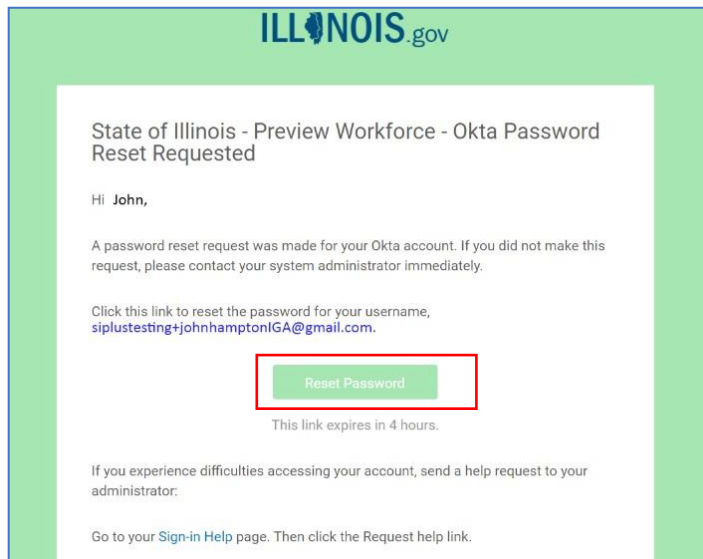 ILLINOIS.gov
State of Illinois - Preview Workforce - Okta Password
Reset Requested
Hi John,
A password reset request was made for your Okta account. If you did not make this
request, please contact your system administrator immediately.
Click this link to reset the password for your username,
siplustesting+johnhamptonIGA@gmail.com.
Reset Password
This link expires in 4 hours.
If you experience difficulties accessing your account, send a help request to your
administrator:
Go to your Sign-in Help page. Then click the Request help link.